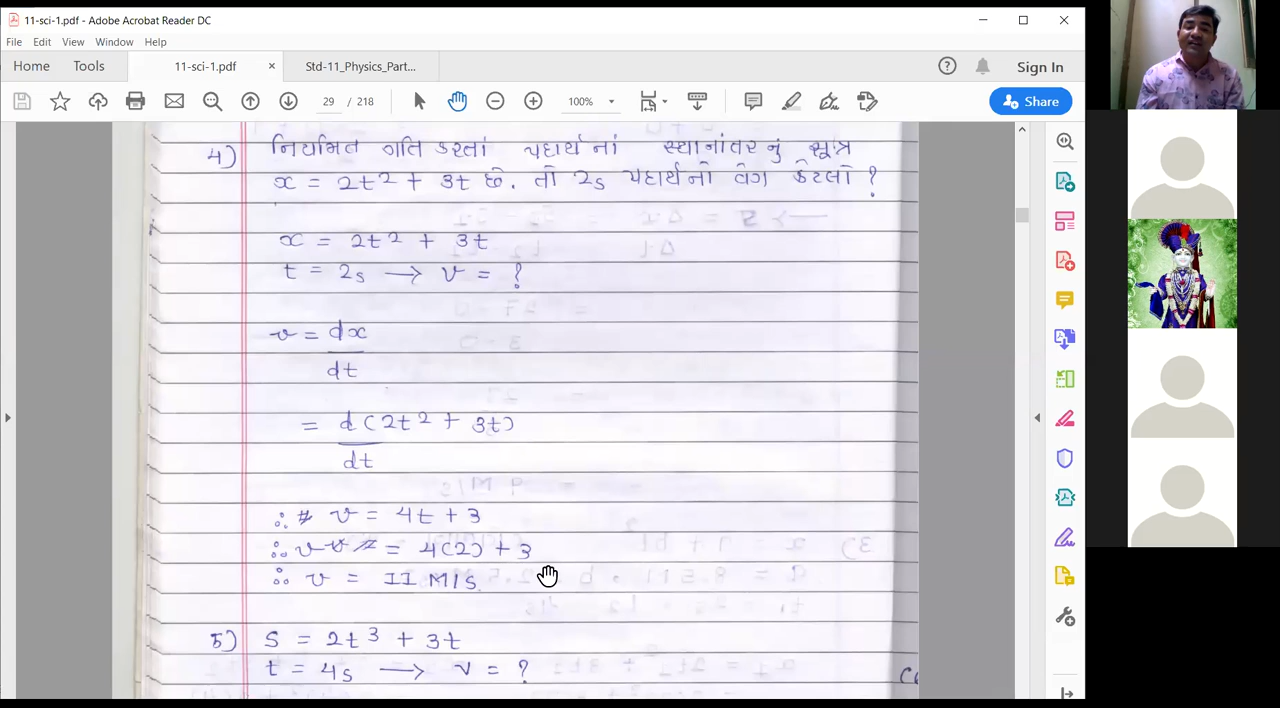 11-sci-1.pdf - Adobe Acrobat Reader DC
File Edit View Window Help
Home Tools 11-sci-1.pdf × Std-11_Physics_Part... Sign In
29 / 218 100% Share
4) નિયમિત ગતિ કરતાં પદાર્થનાં સ્થાનાંતરનું સૂત્ર
x = 2t² + 3t છે. તો 2s પદાર્થનો વેગ કેટલો ?
x = 2t² + 3t
t = 2s → v = ?
v = dx
dt
= d (2t² + 3t)
dt
∴ v = 4t + 3
∴ v = 4(2) + 3
∴ v = 11 M/s
5) S = 2t³ + 3t
t = 4s → v = ?